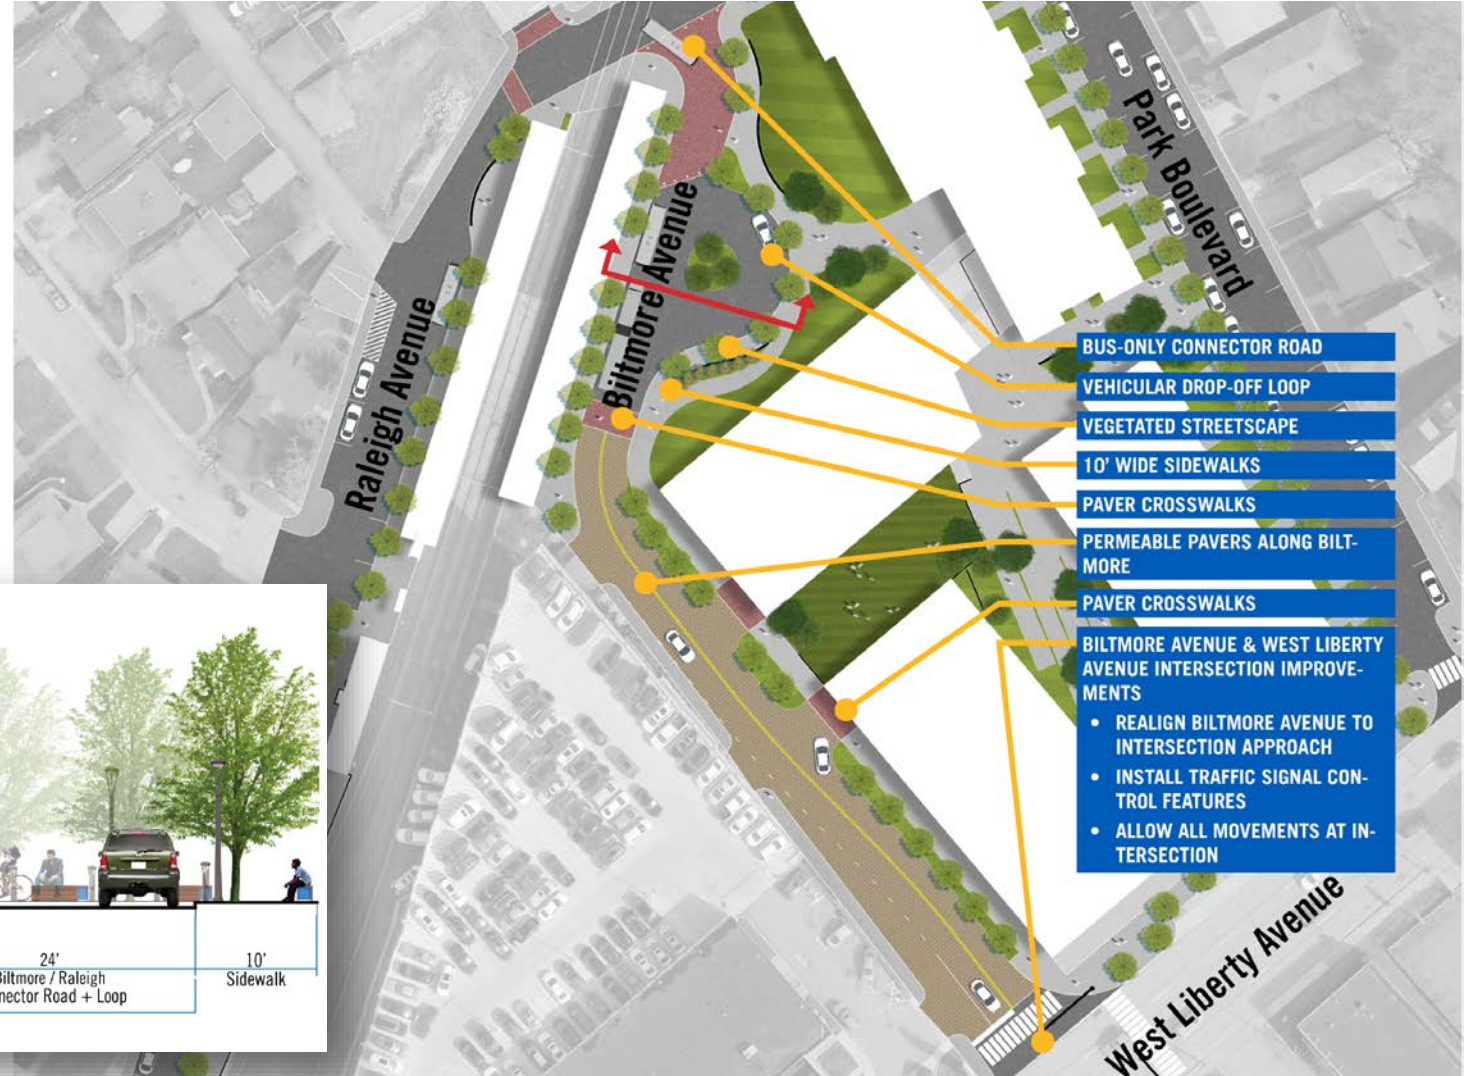 Park Boulevard
Biltmore Avenue
Raleigh Avenue
BUS-ONLY CONNECTOR ROAD
VEHICULAR DROP-OFF LOOP
VEGETATED STREETSCAPE
10' WIDE SIDEWALKS
PAVER CROSSWALKS
PERMEABLE PAVERS ALONG BILT-
MORE
PAVER CROSSWALKS
BILTMORE AVENUE & WEST LIBERTY
AVENUE INTERSECTION IMPROVE-
MENTS
• REALIGN BILTMORE AVENUE TO
INTERSECTION APPROACH
• INSTALL TRAFFIC SIGNAL CON-
TROL FEATURES
• ALLOW ALL MOVEMENTS AT IN-
TERSECTION
West Liberty Avenue
24'
Biltmore / Raleigh
nector Road + Loop
10'
Sidewalk